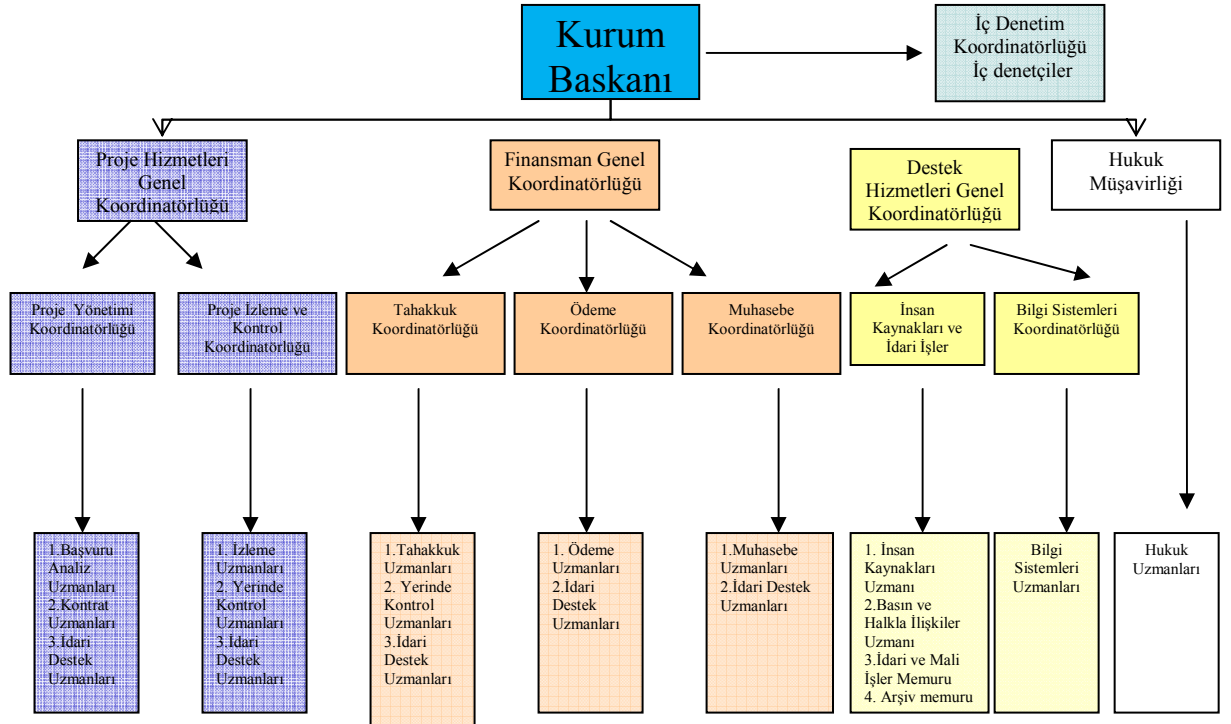 Kurum
Baskanı
İç Denetim
Koordinatörlüğü
İç denetçiler
Proje Hizmetleri
Genel
Koordinatörlüğü
Finansman Genel
Koordinatörlüğü
Destek
Hizmetleri Genel
Koordinatörlüğü
Hukuk
Müşavirliği
Proje Yönetimi
Koordinatörlüğü
Proje İzleme ve
Kontrol
Koordinatörlüğü
Tahakkuk
Koordinatörlüğü
Ödeme
Koordinatörlüğü
Muhasebe
Koordinatörlüğü
İnsan
Kaynakları ve
İdari İşler
Bilgi Sistemleri
Koordinatörlüğü
1.Başvuru
Analiz
Uzmanları
2.Kontrat
Uzmanları
3.İdari
Destek
Uzmanları
1. İzleme
Uzmanları
2. Yerinde
Kontrol
Uzmanları
3.İdari
Destek
Uzmanları
1.Tahakkuk
Uzmanları
2. Yerinde
Kontrol
Uzmanları
3.İdari
Destek
Uzmanları
1. Ödeme
Uzmanları
2.İdari
Destek
Uzmanları
1.Muhasebe
Uzmanları
2.İdari Destek
Uzmanları
1. İnsan
Kaynakları
Uzmanı
2.Basın ve
Halkla İlişkiler
Uzmanı
3.İdari ve Mali
İşler Memuru
4. Arşiv memuru
Bilgi
Sistemleri
Uzmanları
Hukuk
Uzmanları